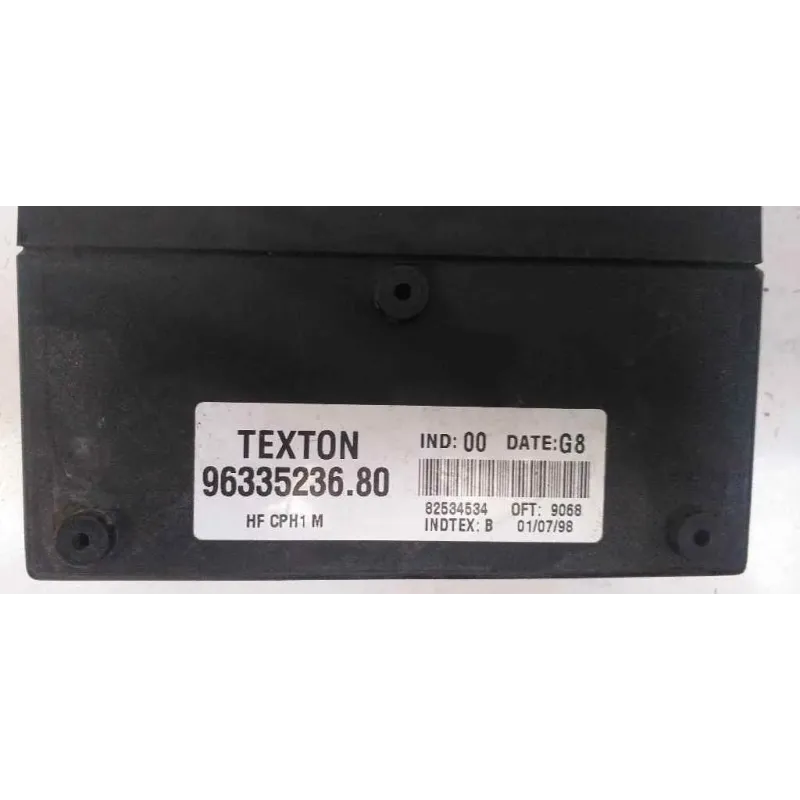 TEXTON
96335236.80
HF CPH1 M
IND: 00 DATE:G8
82534534 OFT: 9068
INDTEX: B 01/07/98